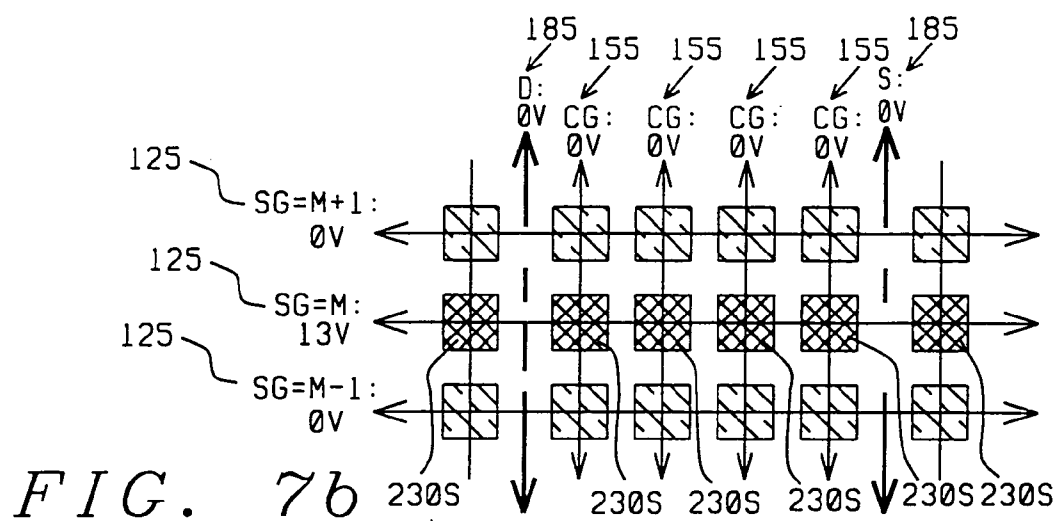 185 155 155 155 155 185
D: CG: CG: CG: CG: S:
0V 0V 0V 0V 0V 0V
125 SG=M+1:
0V
125 SG=M:
13V
125 SG=M-1:
0V
230S 230S 230S 230S 230S 230S
FIG. 7b